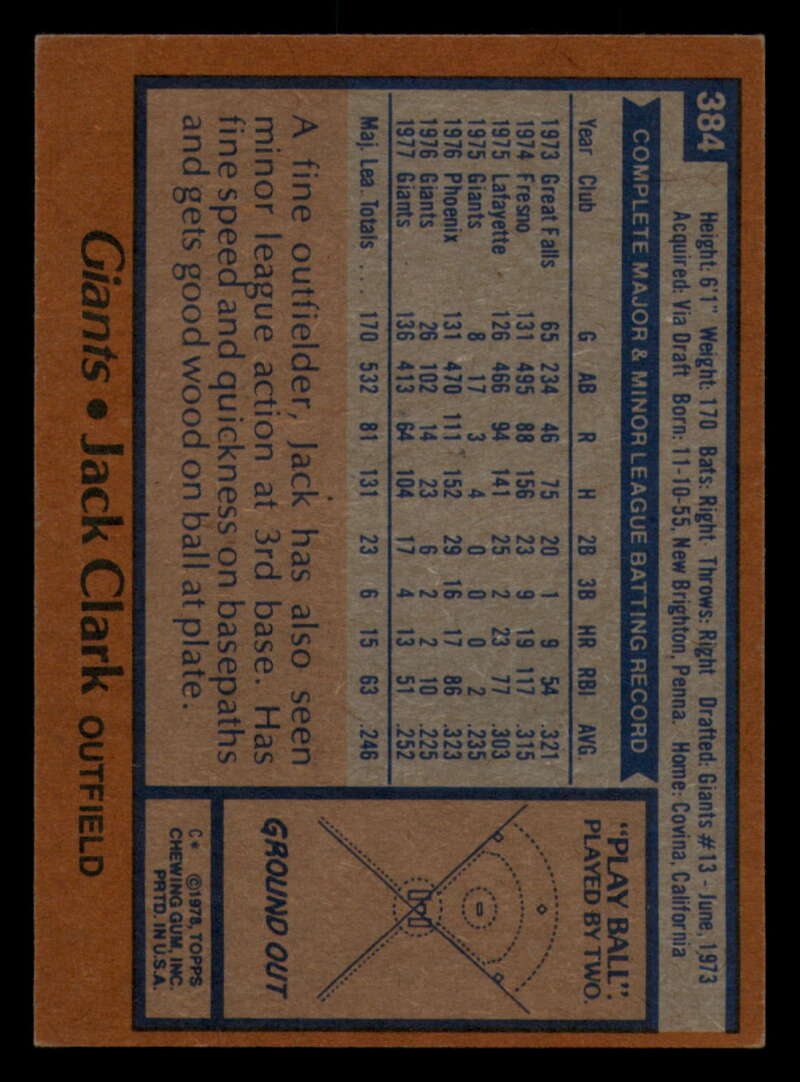 384
Height: 6'1" Weight: 170 Bats: Right Throws: Right Drafted: Giants #13 - June, 1973
Acquired: Via Draft Born: 11-10-55, New Brighton, Penna. Home: Covina, California
COMPLETE MAJOR & MINOR LEAGUE BATTING RECORD
Year Club G AB R H 2B 3B HR RBI AVG.
1973 Great Falls 65 234 46 75 20 1 9 54 .321
1974 Fresno 131 495 88 156 23 9 19 117 .315
1975 Lafayette 126 466 94 141 25 2 23 77 .303
1975 Giants 8 17 3 4 0 0 0 2 .235
1976 Phoenix 131 470 111 152 29 16 17 86 .323
1976 Giants 26 102 14 23 6 2 2 10 .225
1977 Giants 136 413 64 104 17 4 13 51 .252
Maj. Lea. Totals .... 170 532 81 131 23 6 15 63 .246
A fine outfielder, Jack has also seen
minor league action at 3rd base. Has
fine speed and quickness on basepaths
and gets good wood on ball at plate.
"PLAY BALL".
PLAYED BY TWO.
GROUND OUT
C* ©1978, TOPPS
CHEWING GUM, INC.
PRTD. IN U.S.A.
Giants • Jack Clark OUTFIELD